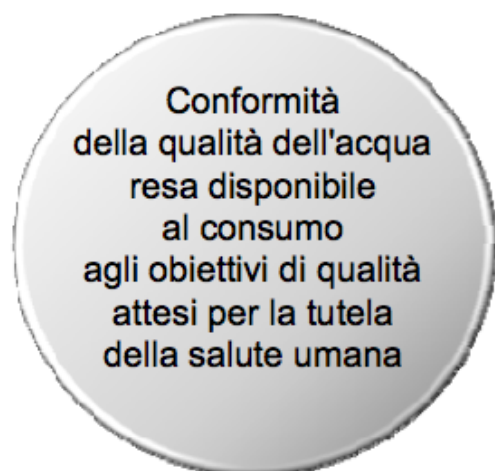 Conformità
della qualità dell'acqua
resa disponibile
al consumo
agli obiettivi di qualità
attesi per la tutela
della salute umana